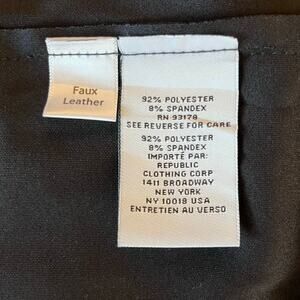 Faux
Leather
92% POLYESTER
8% SPANDEX
RN 93178
SEE REVERSE FOR CARE
92% POLYESTER
8% SPANDEX
IMPORTÉ PAR:
REPUBLIC
CLOTHING CORP
1411 BROADWAY
NEW YORK
NY 10018 USA
ENTRETIEN AU VERSO